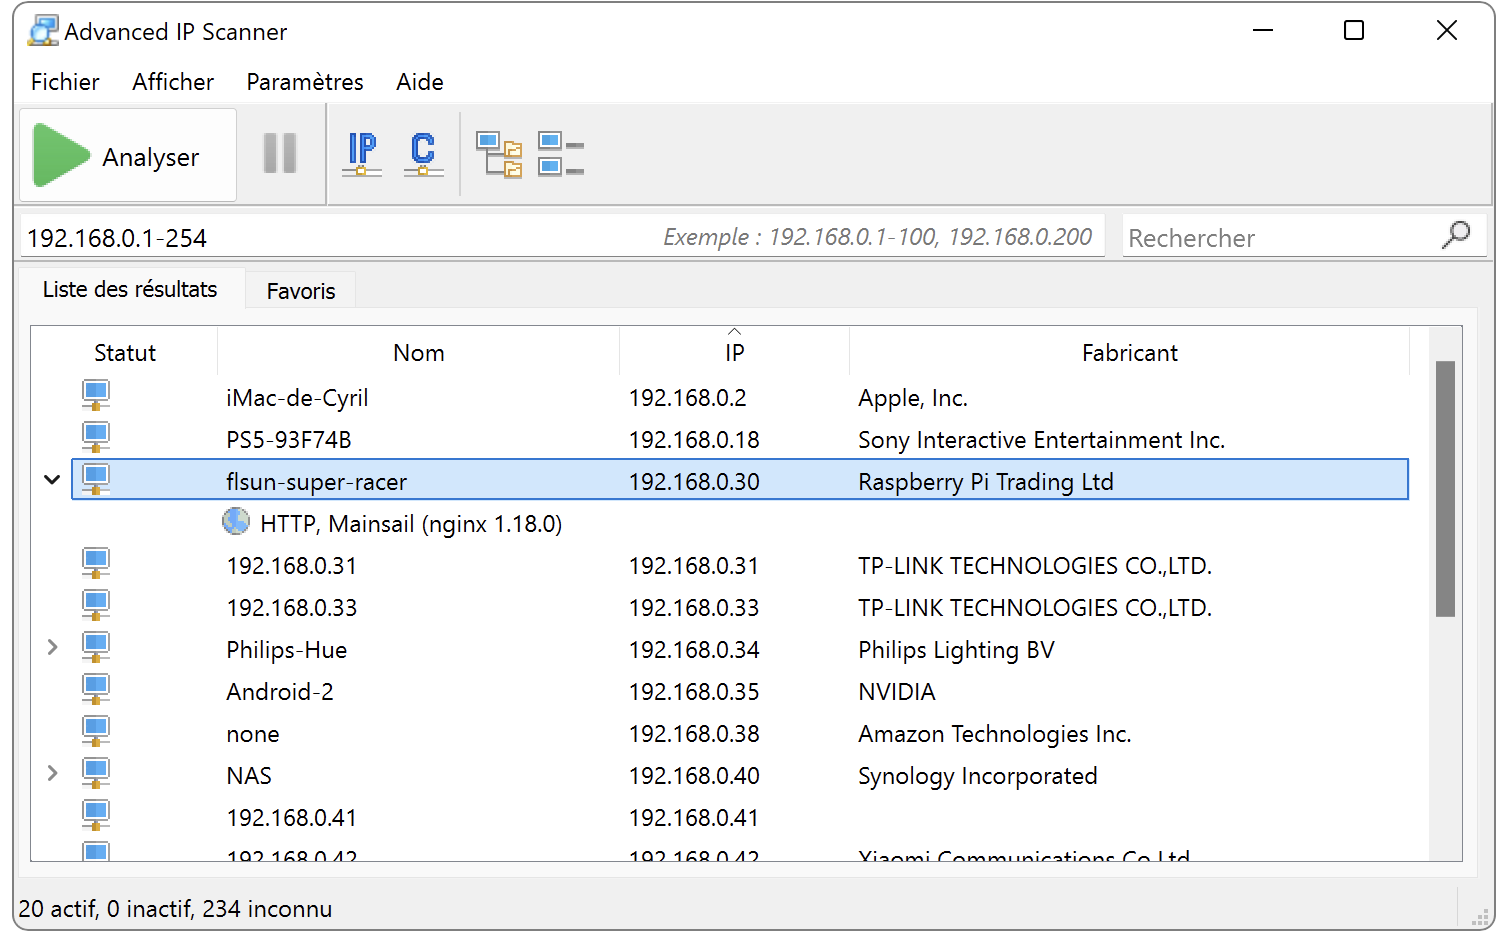 Advanced IP Scanner
Fichier Afficher Paramètres Aide
Analyser IP C
192.168.0.1-254 Exemple : 192.168.0.1-100, 192.168.0.200 Rechercher
Liste des résultats Favoris
Statut Nom IP Fabricant
iMac-de-Cyril 192.168.0.2 Apple, Inc.
PS5-93F74B 192.168.0.18 Sony Interactive Entertainment Inc.
flsun-super-racer 192.168.0.30 Raspberry Pi Trading Ltd
HTTP, Mainsail (nginx 1.18.0)
192.168.0.31 192.168.0.31 TP-LINK TECHNOLOGIES CO.,LTD.
192.168.0.33 192.168.0.33 TP-LINK TECHNOLOGIES CO.,LTD.
Philips-Hue 192.168.0.34 Philips Lighting BV
Android-2 192.168.0.35 NVIDIA
none 192.168.0.38 Amazon Technologies Inc.
NAS 192.168.0.40 Synology Incorporated
192.168.0.41 192.168.0.41
192.168.0.42 192.168.0.42 Xiaomi Communications Co Ltd
20 actif, 0 inactif, 234 inconnu